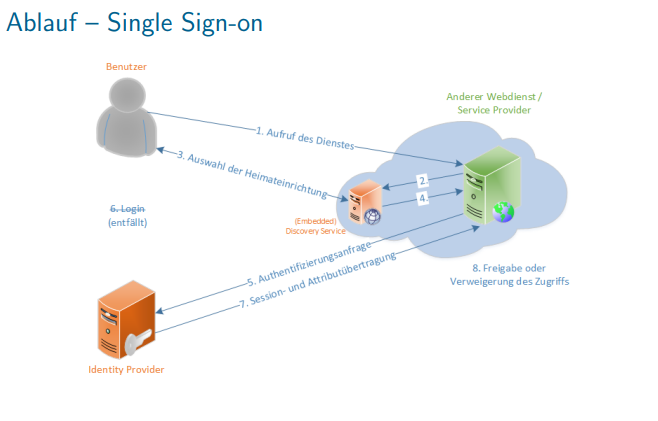 Ablauf – Single Sign-on
Benutzer
Anderer Webdienst /
Service Provider
1. Aufruf des Dienstes
3. Auswahl der Heimateinrichtung
2.
4.
6. Login
(entfällt)
(Embedded)
Discovery Service
5. Authentifizierungsanfrage
7. Session- und Attributübertragung
8. Freigabe oder
Verweigerung des Zugriffs
Identity Provider